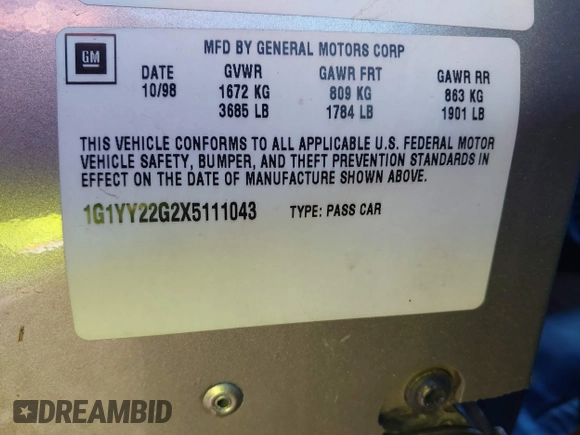 GM
MFD BY GENERAL MOTORS CORP
DATE GVWR GAWR FRT GAWR RR
10/98 1672 KG 809 KG 863 KG
3685 LB 1784 LB 1901 LB
THIS VEHICLE CONFORMS TO ALL APPLICABLE U.S. FEDERAL MOTOR
VEHICLE SAFETY, BUMPER, AND THEFT PREVENTION STANDARDS IN
EFFECT ON THE DATE OF MANUFACTURE SHOWN ABOVE.
1G1YY22G2X5111043 TYPE: PASS CAR
DREAMBID